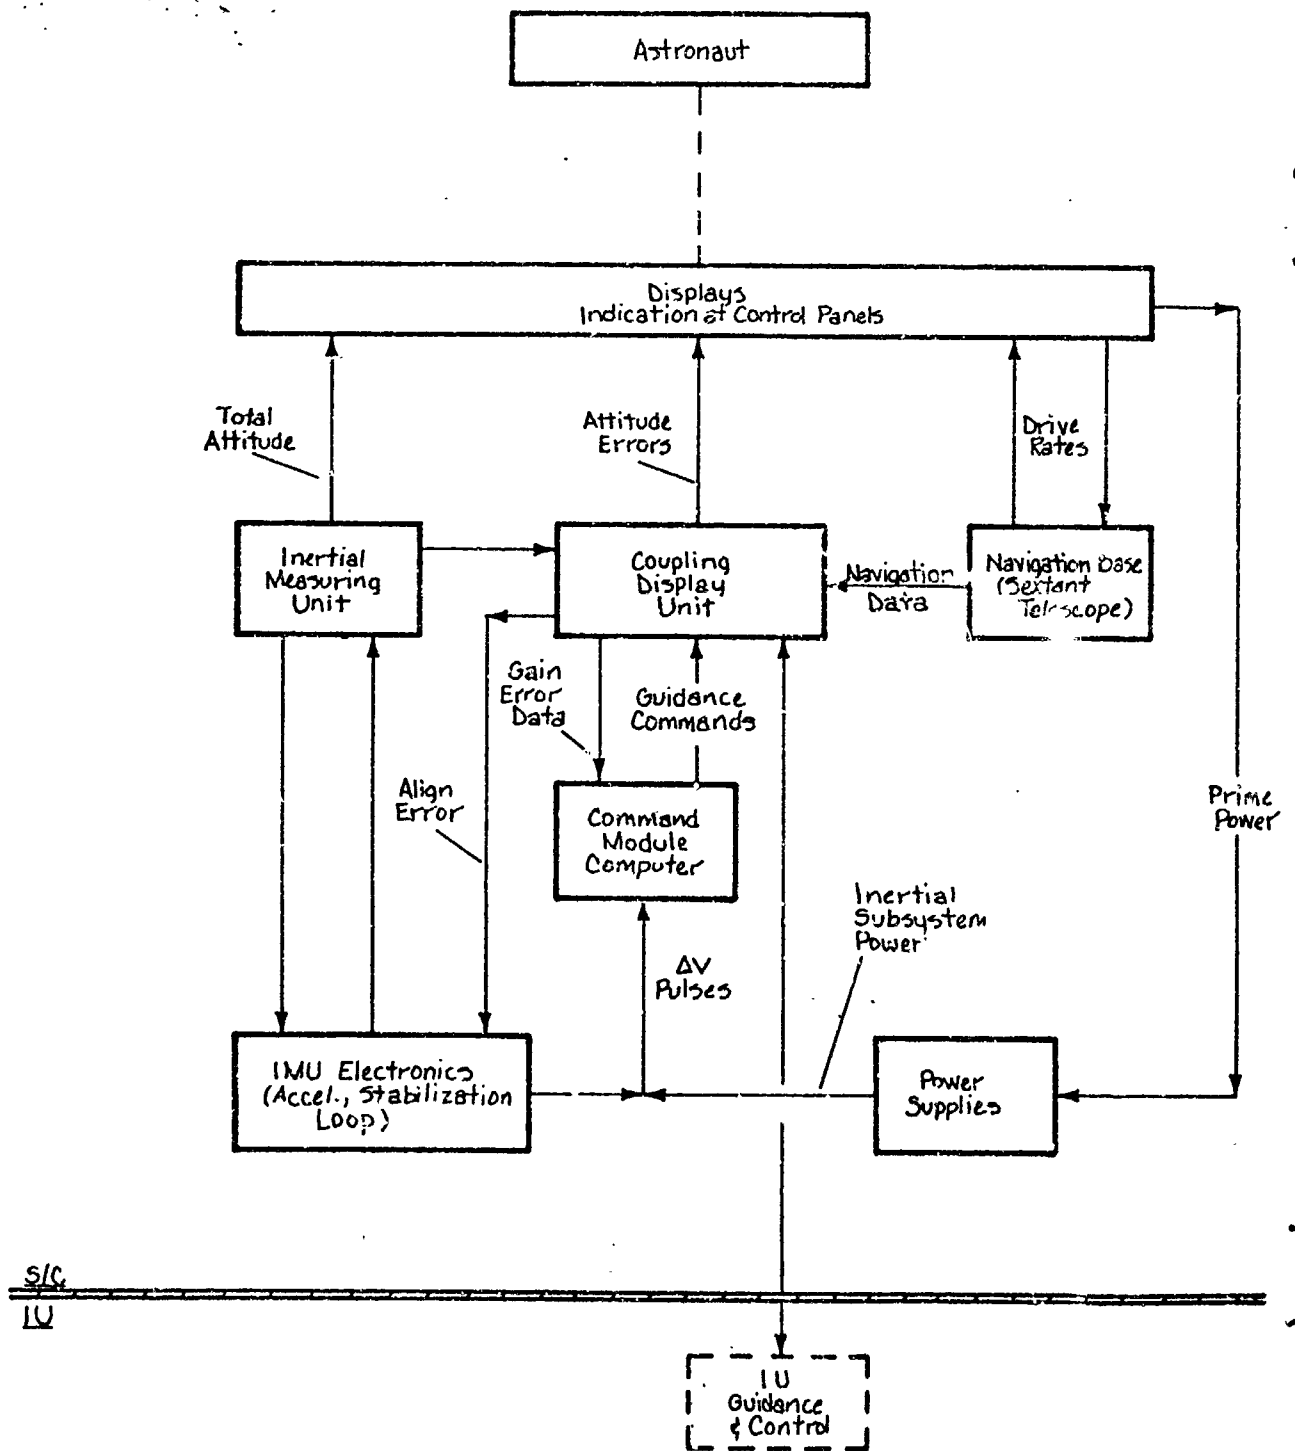 Astronaut
Displays
Indication at Control Panels
Total
Attitude
Attitude
Errors
Drive
Rates
Inertial
Measuring
Unit
Coupling
Display
Unit
Navigation
Data
Navigation Base
(Sextant
Telescope)
Gain
Error
Data
Guidance
Commands
Align
Error
Command
Module
Computer
Prime
Power
Inertial
Subsystem
Power
ΔV
Pulses
IMU Electronics
(Accel., Stabilization
Loop)
Power
Supplies
S/C
IU
IU
Guidance
& Control